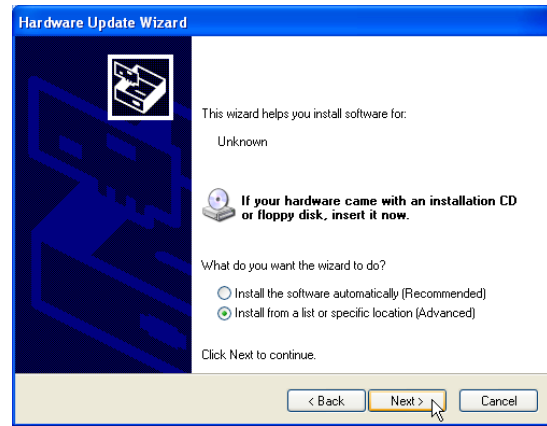 Hardware Update Wizard
This wizard helps you install software for:
Unknown
If your hardware came with an installation CD
or floppy disk, insert it now.
What do you want the wizard to do?
Install the software automatically (Recommended)
Install from a list or specific location (Advanced)
Click Next to continue.
< Back Next > Cancel